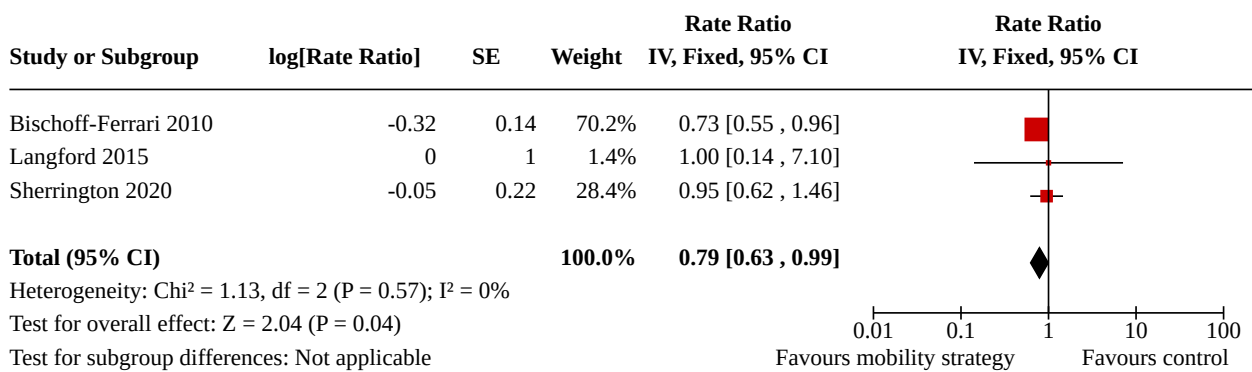 Rate Ratio Rate Ratio
Study or Subgroup log[Rate Ratio] SE Weight IV, Fixed, 95% CI IV, Fixed, 95% CI
Bischoff-Ferrari 2010 -0.32 0.14 70.2% 0.73 [0.55 , 0.96]
Langford 2015 0 1 1.4% 1.00 [0.14 , 7.10]
Sherrington 2020 -0.05 0.22 28.4% 0.95 [0.62 , 1.46]
Total (95% CI) 100.0% 0.79 [0.63 , 0.99]
Heterogeneity: Chi² = 1.13, df = 2 (P = 0.57); I² = 0%
Test for overall effect: Z = 2.04 (P = 0.04)
0.01 0.1 1 10 100
Test for subgroup differences: Not applicable Favours mobility strategy Favours control